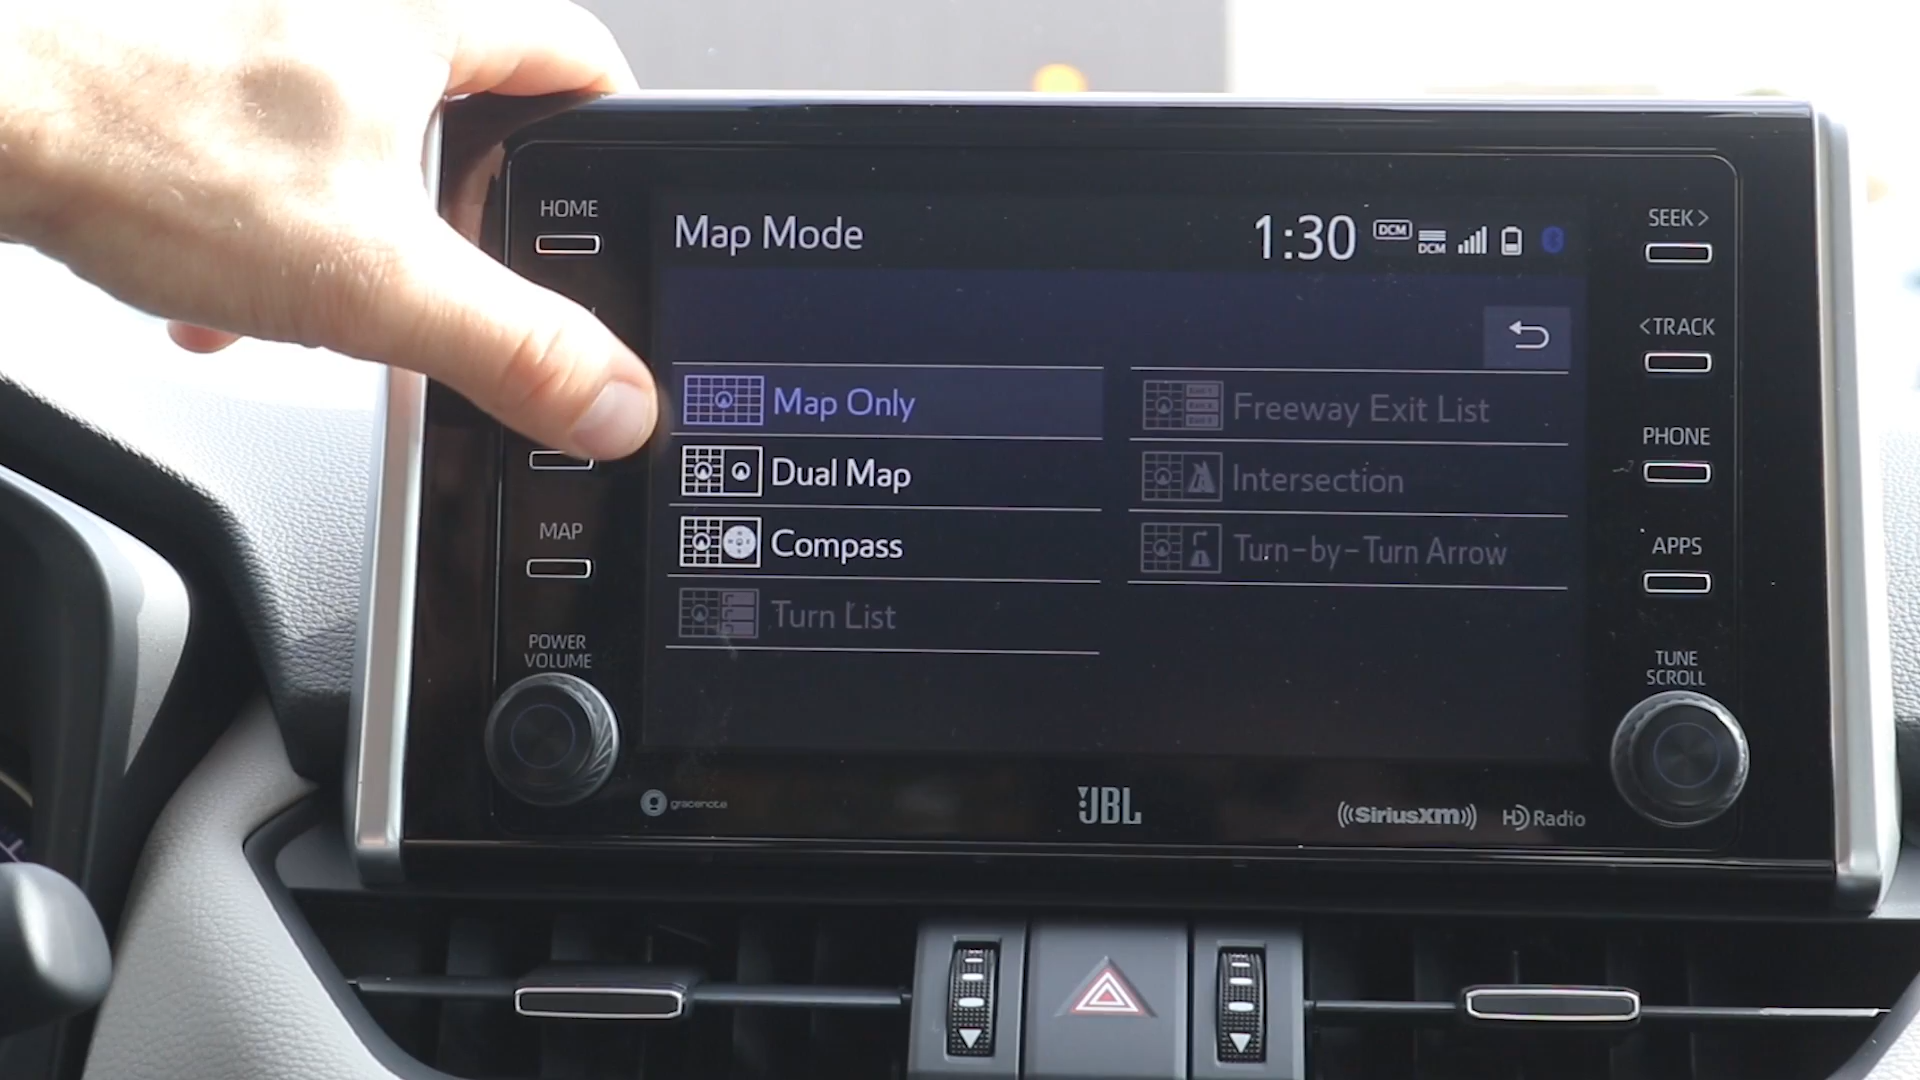 HOME
MAP
POWER
VOLUME
Map Mode
1:30
DCM
DCM
Map Only
Dual Map
Compass
Turn List
Freeway Exit List
Intersection
Turn-by-Turn Arrow
SEEK >
< TRACK
PHONE
APPS
TUNE
SCROLL
gracenote
JBL
((SiriusXM))
HD Radio